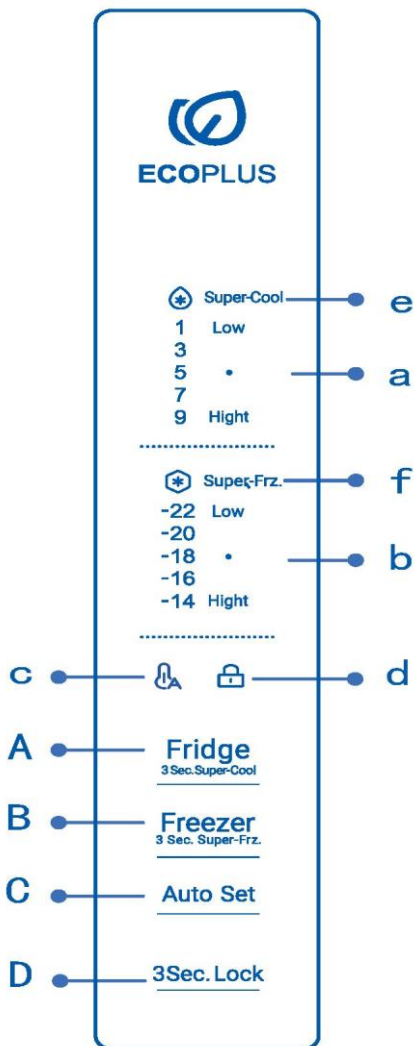 ECOPLUS
Super-Cool e
1 Low
3
5 a
7
9 Hight
Super-Frz. f
-22 Low
-20
-18 b
-16
-14 Hight
c d
A Fridge
3 Sec. Super-Cool
B Freezer
3 Sec. Super-Frz.
C Auto Set
D 3Sec. Lock